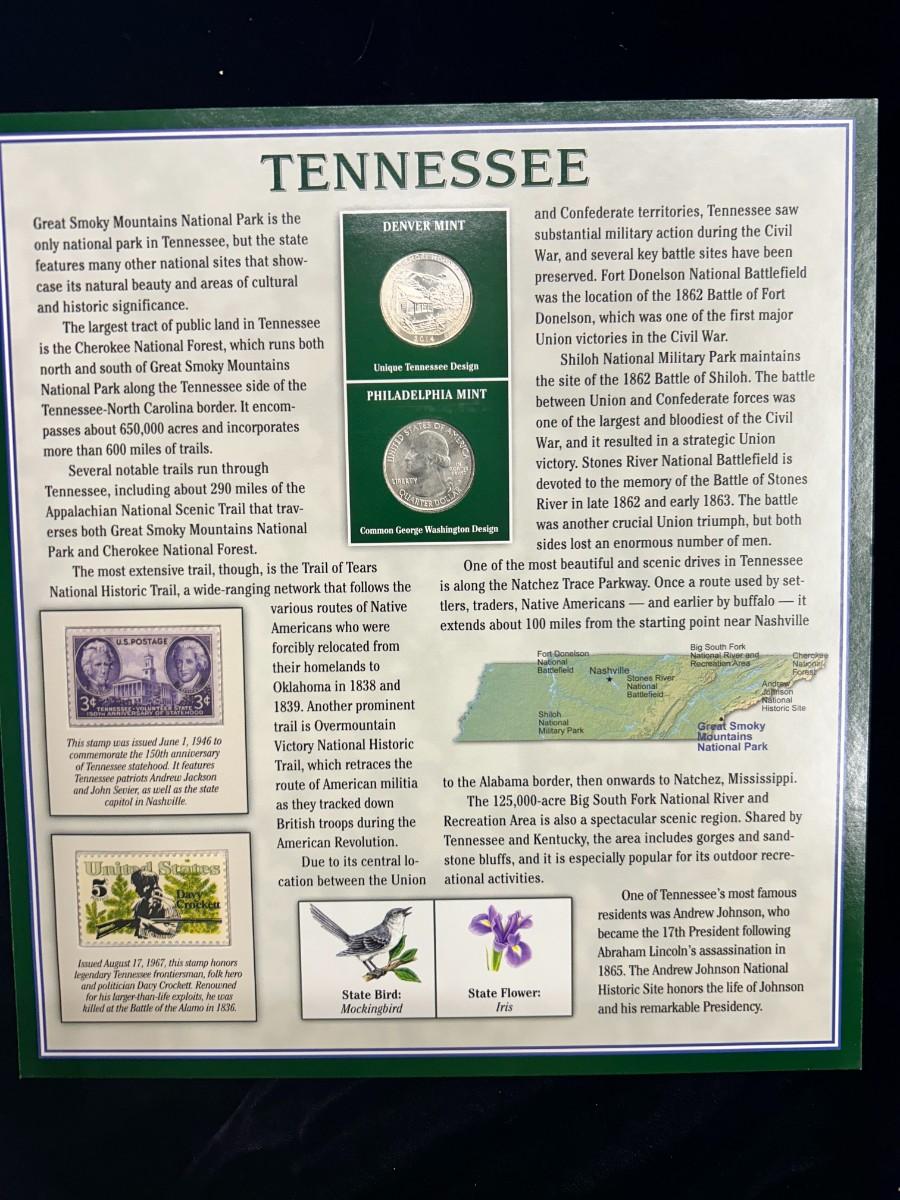 TENNESSEE
Great Smoky Mountains National Park is the
only national park in Tennessee, but the state
features many other national sites that show-
case its natural beauty and areas of cultural
and historic significance.
The largest tract of public land in Tennessee
is the Cherokee National Forest, which runs both
north and south of Great Smoky Mountains
National Park along the Tennessee side of the
Tennessee-North Carolina border. It encom-
passes about 650,000 acres and incorporates
more than 600 miles of trails.
Several notable trails run through
Tennessee, including about 290 miles of the
Appalachian National Scenic Trail that trav-
erses both Great Smoky Mountains National
Park and Cherokee National Forest.
The most extensive trail, though, is the Trail of Tears
National Historic Trail, a wide-ranging network that follows the
various routes of Native
Americans who were
forcibly relocated from
their homelands to
Oklahoma in 1838 and
1839. Another prominent
trail is Overmountain
Victory National Historic
Trail, which retraces the
route of American militia
as they tracked down
British troops during the
American Revolution.
Due to its central lo-
cation between the Union
DENVER MINT
2014
Unique Tennessee Design
PHILADELPHIA MINT
UNITED STATES OF AMERICA
LIBERTY
IN GOD WE TRUST
QUARTER DOLLAR
Common George Washington Design
U.S. POSTAGE
3¢ 3¢
TENNESSEE-VOLUNTEER STATE
150TH ANNIVERSARY OF STATEHOOD
This stamp was issued June 1, 1946 to
commemorate the 150th anniversary
of Tennessee statehood. It features
Tennessee patriots Andrew Jackson
and John Sevier, as well as the state
capitol in Nashville.
United States
5¢
Davy
Crockett
Issued August 17, 1967, this stamp honors
legendary Tennessee frontiersman, folk hero
and politician Davy Crockett. Renowned
for his larger-than-life exploits, he was
killed at the Battle of the Alamo in 1836.
State Bird:
Mockingbird
State Flower:
Iris
and Confederate territories, Tennessee saw
substantial military action during the Civil
War, and several key battle sites have been
preserved. Fort Donelson National Battlefield
was the location of the 1862 Battle of Fort
Donelson, which was one of the first major
Union victories in the Civil War.
Shiloh National Military Park maintains
the site of the 1862 Battle of Shiloh. The battle
between Union and Confederate forces was
one of the largest and bloodiest of the Civil
War, and it resulted in a strategic Union
victory. Stones River National Battlefield is
devoted to the memory of the Battle of Stones
River in late 1862 and early 1863. The battle
was another crucial Union triumph, but both
sides lost an enormous number of men.
One of the most beautiful and scenic drives in Tennessee
is along the Natchez Trace Parkway. Once a route used by set-
tlers, traders, Native Americans — and earlier by buffalo — it
extends about 100 miles from the starting point near Nashville
Fort Donelson
National
Battlefield
Nashville
Stones River
National
Battlefield
Big South Fork
National River and
Recreation Area
Cherokee
National
Forest
Andrew
Johnson
National
Historic Site
Shiloh
National
Military Park
Great Smoky
Mountains
National Park
to the Alabama border, then onwards to Natchez, Mississippi.
The 125,000-acre Big South Fork National River and
Recreation Area is also a spectacular scenic region. Shared by
Tennessee and Kentucky, the area includes gorges and sand-
stone bluffs, and it is especially popular for its outdoor recre-
ational activities.
One of Tennessee's most famous
residents was Andrew Johnson, who
became the 17th President following
Abraham Lincoln's assassination in
1865. The Andrew Johnson National
Historic Site honors the life of Johnson
and his remarkable Presidency.